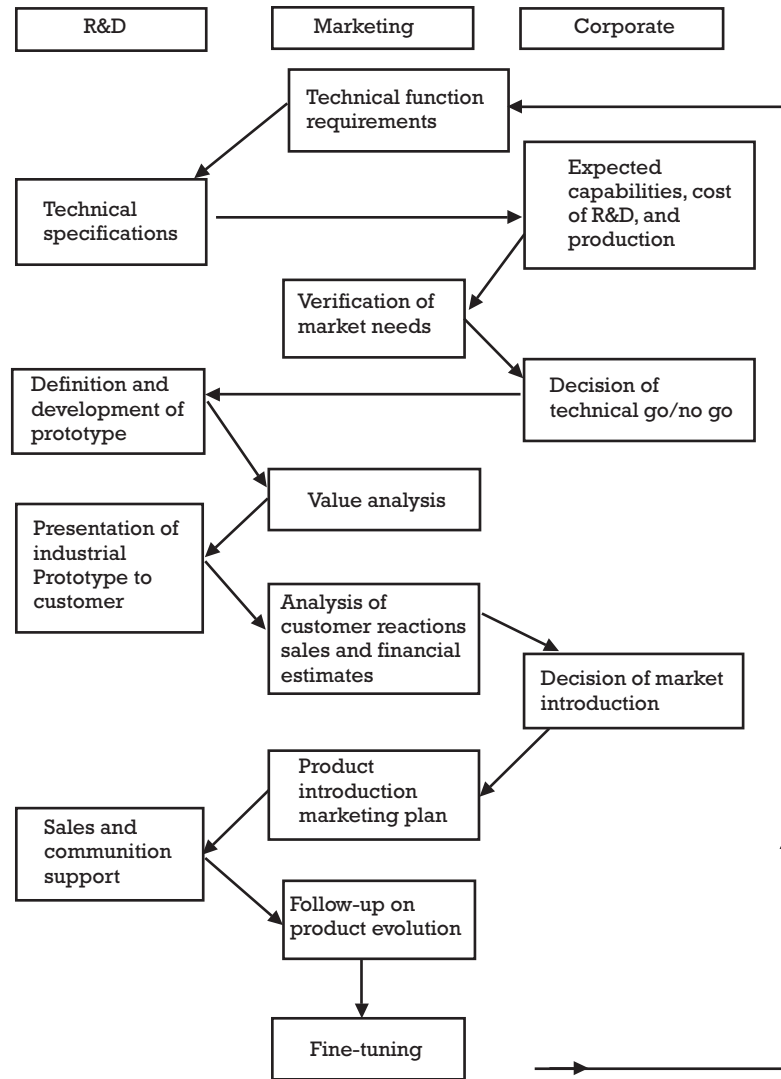 R&D
Marketing
Corporate
Technical function
requirements
Technical
specifications
Expected
capabilities, cost
of R&D, and
production
Verification of
market needs
Definition and
development of
prototype
Decision of
technical go/no go
Value analysis
Presentation of
industrial
Prototype to
customer
Analysis of
customer reactions
sales and financial
estimates
Decision of market
introduction
Product
introduction
marketing plan
Sales and
communition
support
Follow-up on
product evolution
Fine-tuning